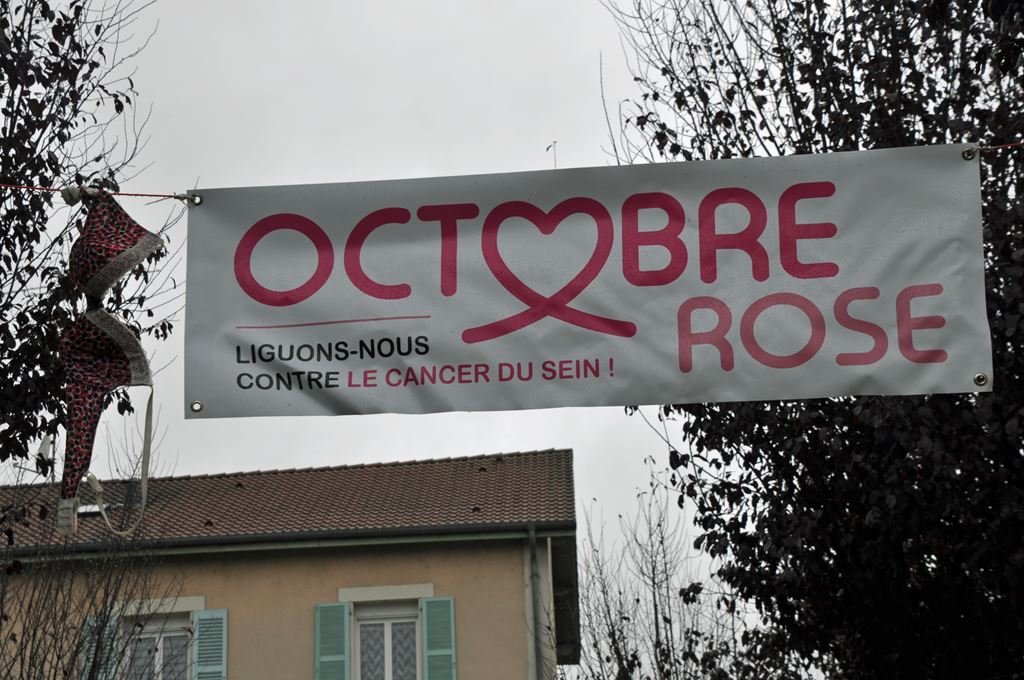 OCTOBRE
ROSE
LIGUONS-NOUS
CONTRE LE CANCER DU SEIN !